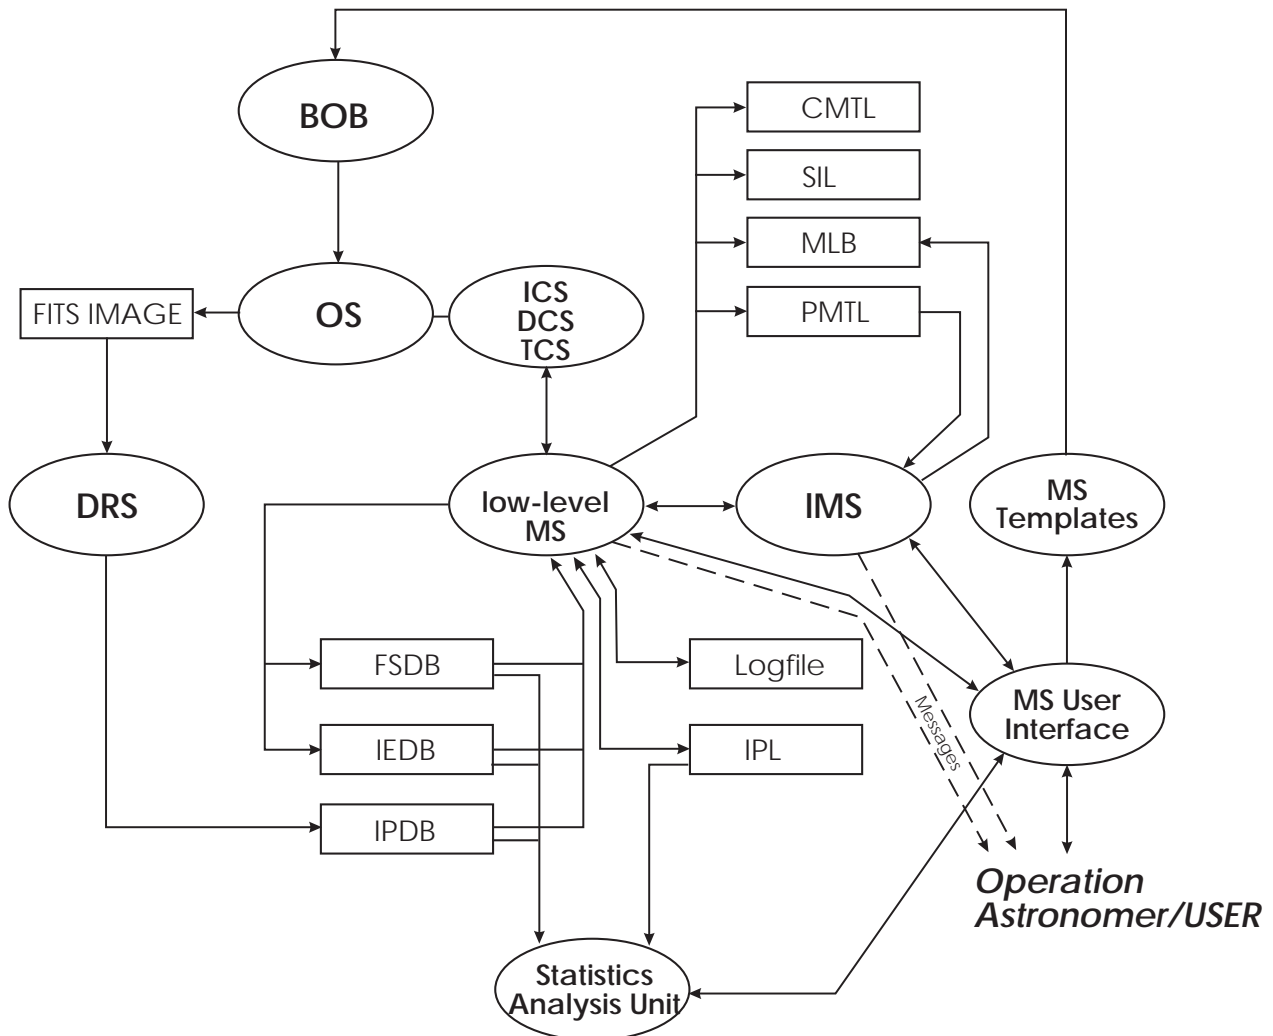 BOB
CMTL
SIL
MLB
PMTL
ICS
DCS
TCS
OS
FITS IMAGE
DRS
low-level
MS
IMS
MS
Templates
FSDB
Logfile
MS User
Interface
Messages
IEDB
IPL
IPDB
Operation
Astronomer/USER
Statistics
Analysis Unit